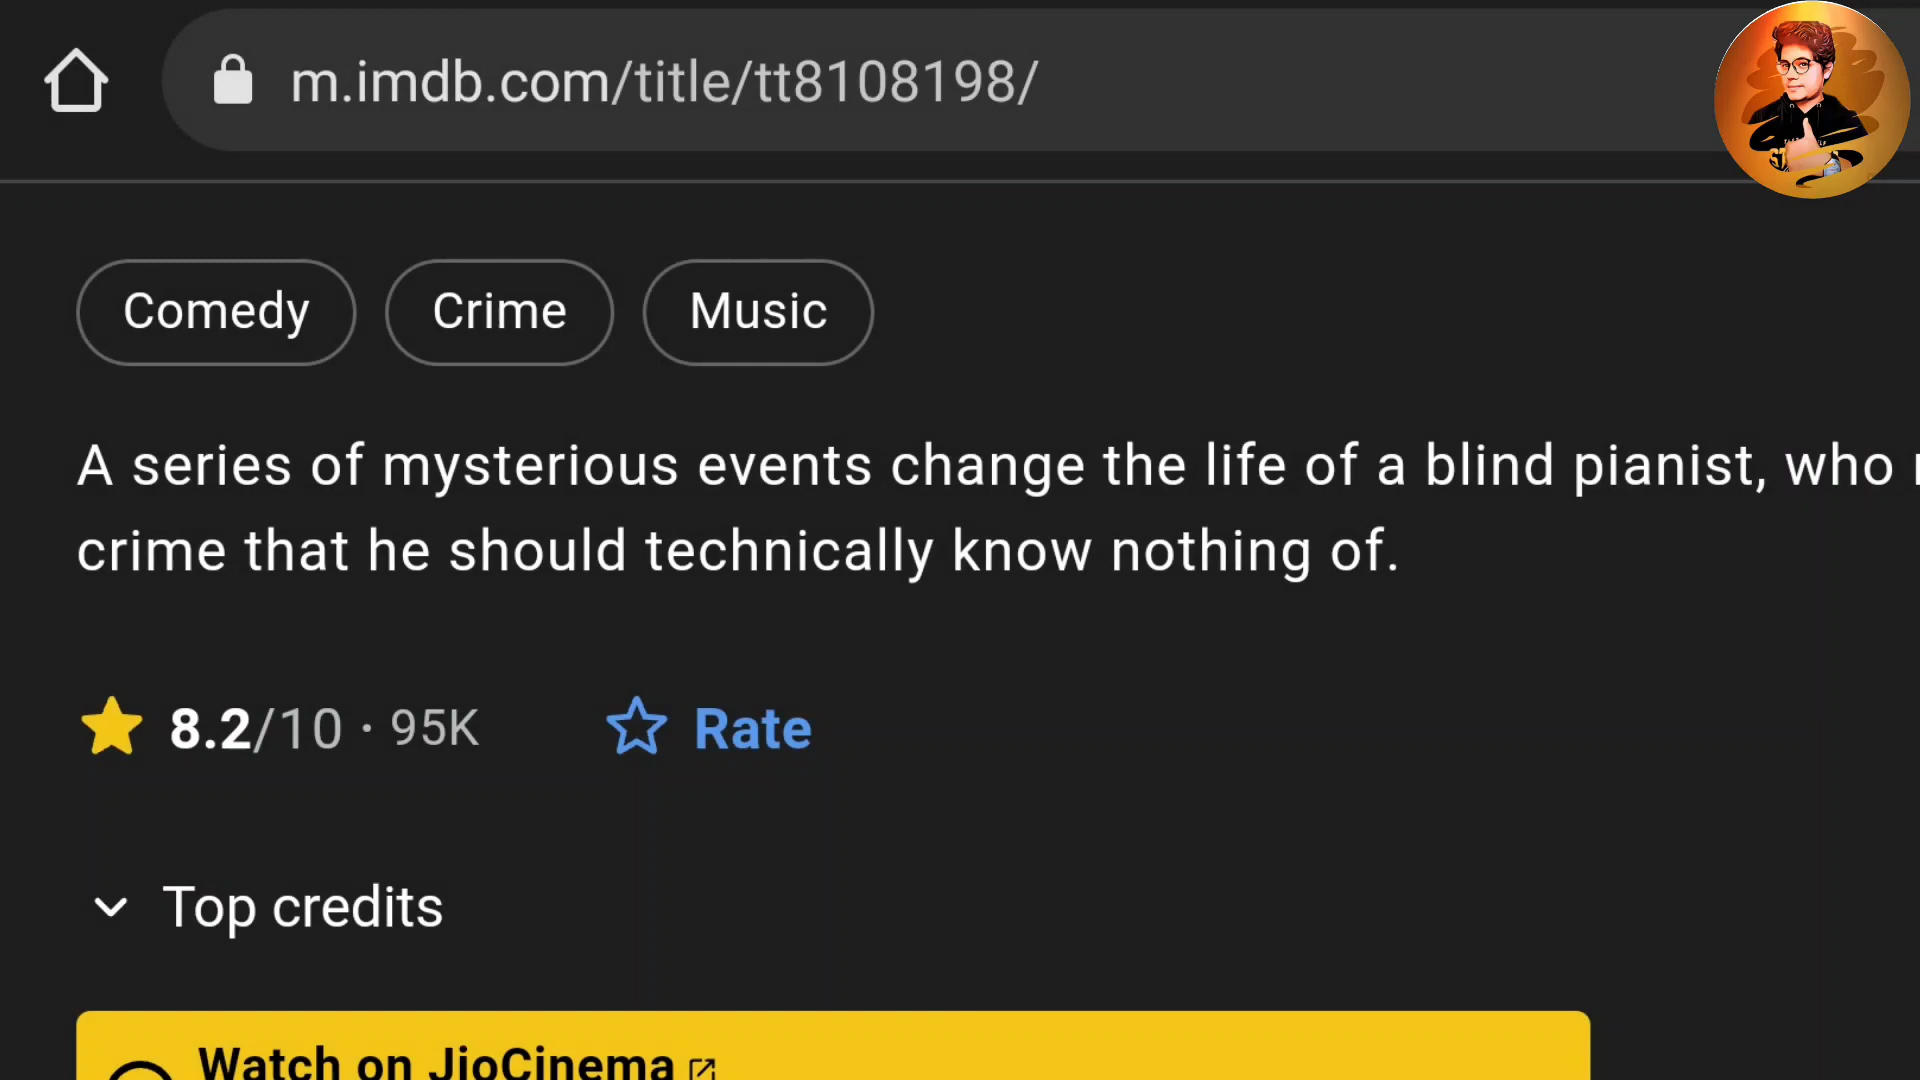 m.imdb.com/title/tt8108198/
Comedy
Crime
Music
A series of mysterious events change the life of a blind pianist, who
crime that he should technically know nothing of.
8.2/10 · 95K
Rate
Top credits
Watch on JioCinema